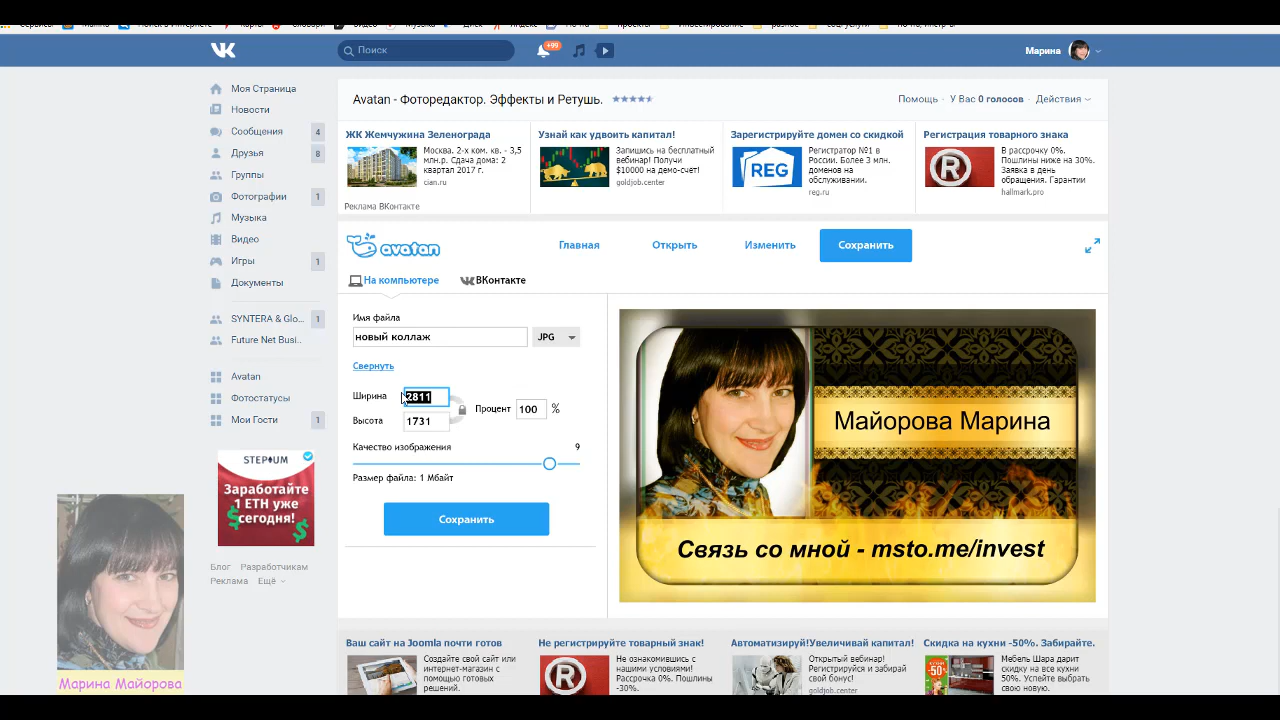 Музыка
Диск
Яндекс
Инвестирование
разное
Поиск
+99
Марина
Моя Страница
Новости
Сообщения 4
Друзья 8
Группы
Фотографии 1
Музыка
Видео
Игры 1
Документы
SYNTERA & Glo... 1
Future Net Busi..
Avatan
Фотостатусы
Мои Гости 1
STEP♦UM
Заработайте
1 ETH уже
сегодня!
Блог Разработчикам
Реклама Ещё
Avatan - Фоторедактор. Эффекты и Ретушь.
Помощь У Вас 0 голосов Действия
ЖК Жемчужина Зеленограда
Москва. 2-х ком. кв. - 3,5
млн.р. Сдача дома: 2
квартал 2017 г.
cian.ru
Узнай как удвоить капитал!
Запишись на бесплатный
вебинар! Получи
$10000 на демо-счет!
goldjob.center
Зарегистрируйте домен со скидкой
REG
Регистратор №1 в
России. Более 3 млн.
доменов на
обслуживании.
reg.ru
Регистрация товарного знака
R
В рассрочку 0%.
Пошлины ниже на 30%.
Заявка в день
обращения. Гарантии
hallmark.pro
Реклама ВКонтакте
avatan
Главная Открыть Изменить Сохранить
На компьютере ВКонтакте
Имя файла
новый коллаж JPG
Свернуть
Ширина 2811
Высота 1731
Процент 100 %
Качество изображения 9
Размер файла: 1 Мбайт
Сохранить
Майорова Марина
Связь со мной - msto.me/invest
Марина Майорова
Ваш сайт на Joomla почти готов
Создайте свой сайт или
интернет-магазин с
помощью готовых
решений.
Не регистрируйте товарный знак!
R
Не ознакомившись с
нашими условиями!
Рассрочка 0%. Пошлины
-30%.
Автоматизируй!Увеличивай капитал!
Открытый вебинар!
Регистрируйся и забирай
свой бонус!
goldjob.center
Скидка на кухни -50%. Забирайте.
-50%
Мебель Шара дарит
скидку на все кухни
50%. Успейте выбрать
свою новую.